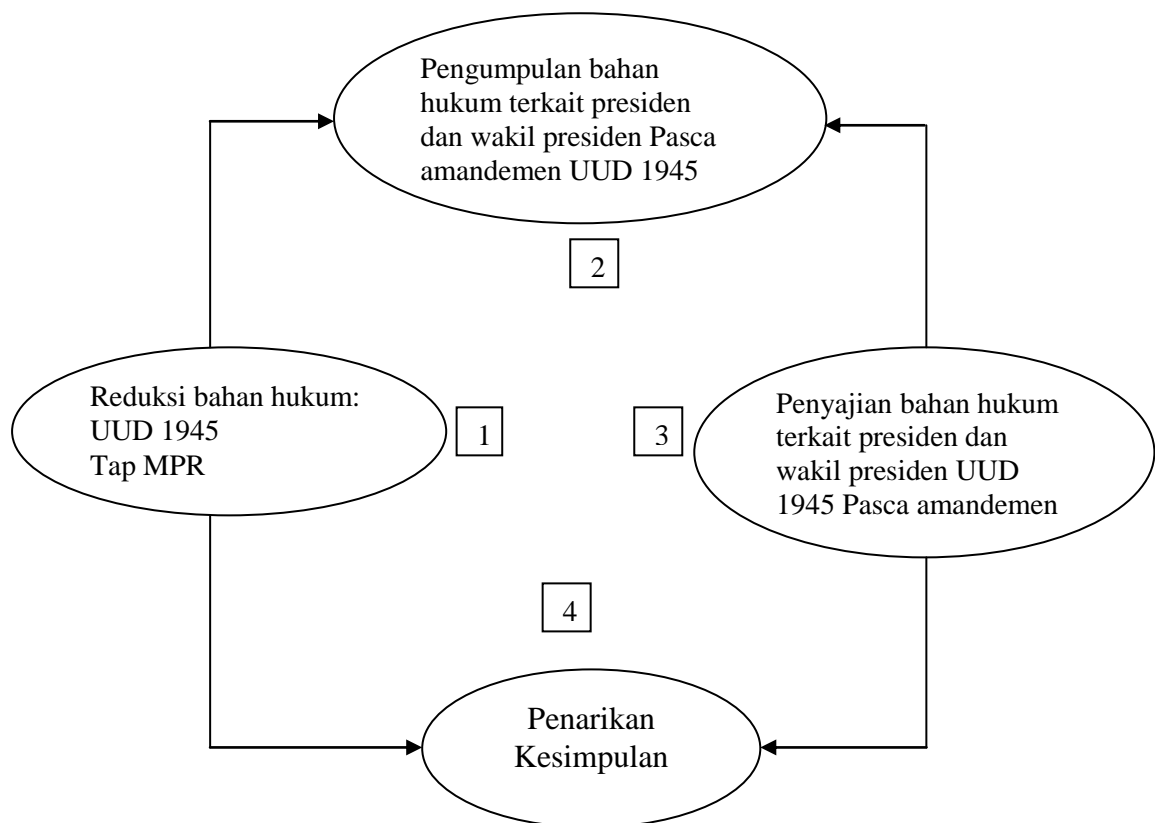 Pengumpulan bahan
hukum terkait presiden
dan wakil presiden Pasca
amandemen UUD 1945
2
Reduksi bahan hukum:
UUD 1945
Tap MPR
1
3
Penyajian bahan hukum
terkait presiden dan
wakil presiden UUD
1945 Pasca amandemen
4
Penarikan
Kesimpulan